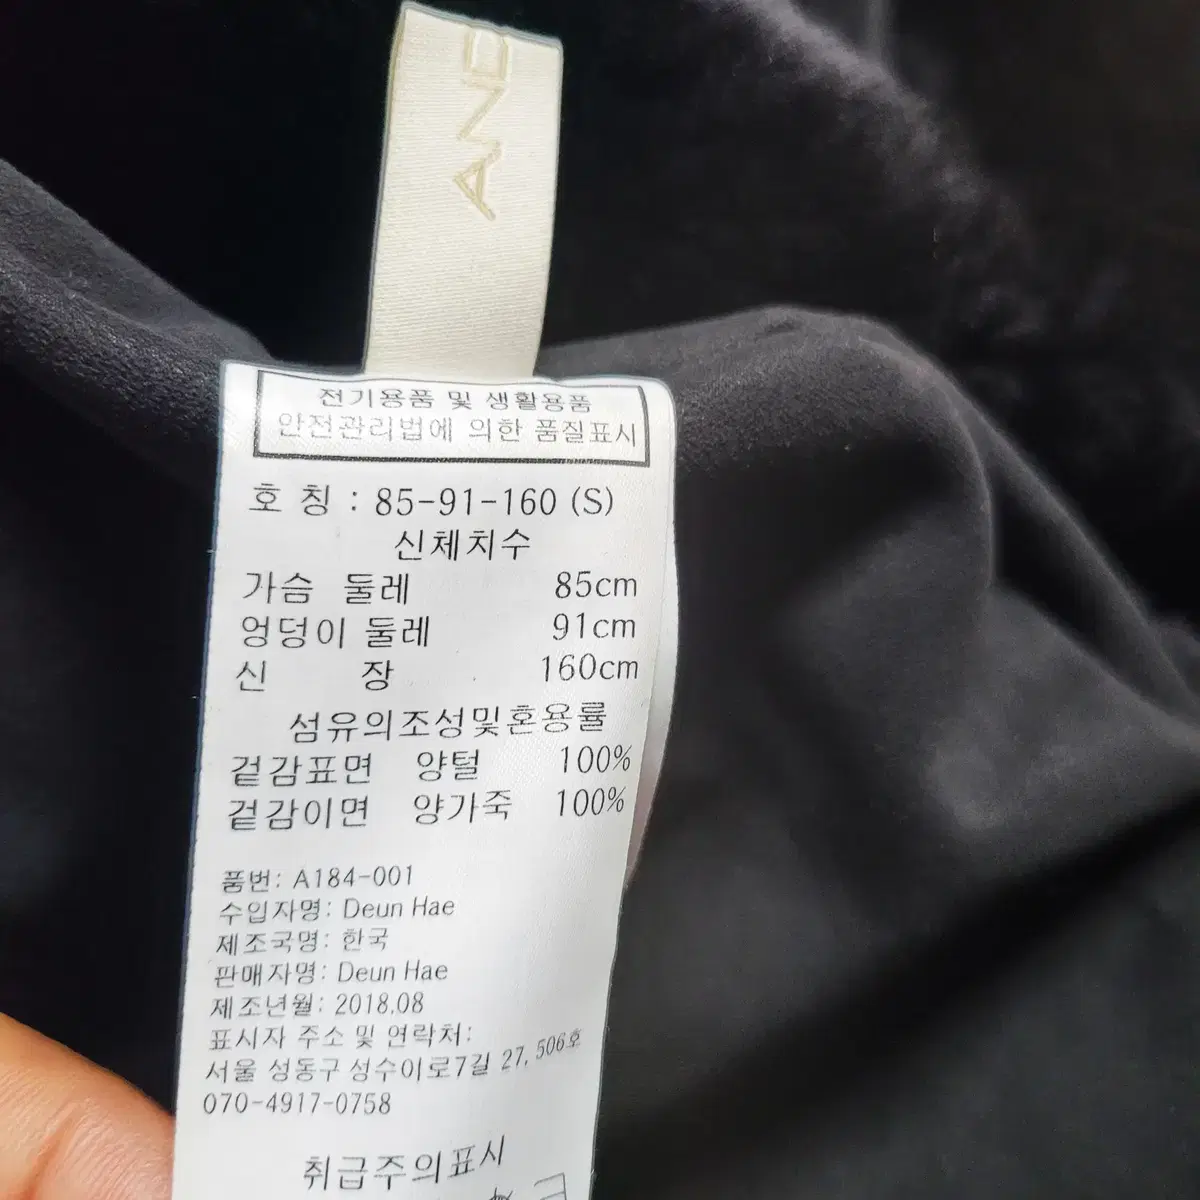 AND
전기용품 및 생활용품
안전관리법에 의한 품질표시
호 칭 : 85-91-160 (S)
신체치수
가슴 둘레 85cm
엉덩이 둘레 91cm
신 장 160cm
섬유의조성및혼용률
겉감표면 양털 100%
겉감이면 양가죽 100%
품번: A184-001
수입자명: Deun Hae
제조국명: 한국
판매자명: Deun Hae
제조년월: 2018.08
표시자 주소 및 연락처:
서울 성동구 성수이로7길 27, 506호
070-4917-0758
취급주의표시